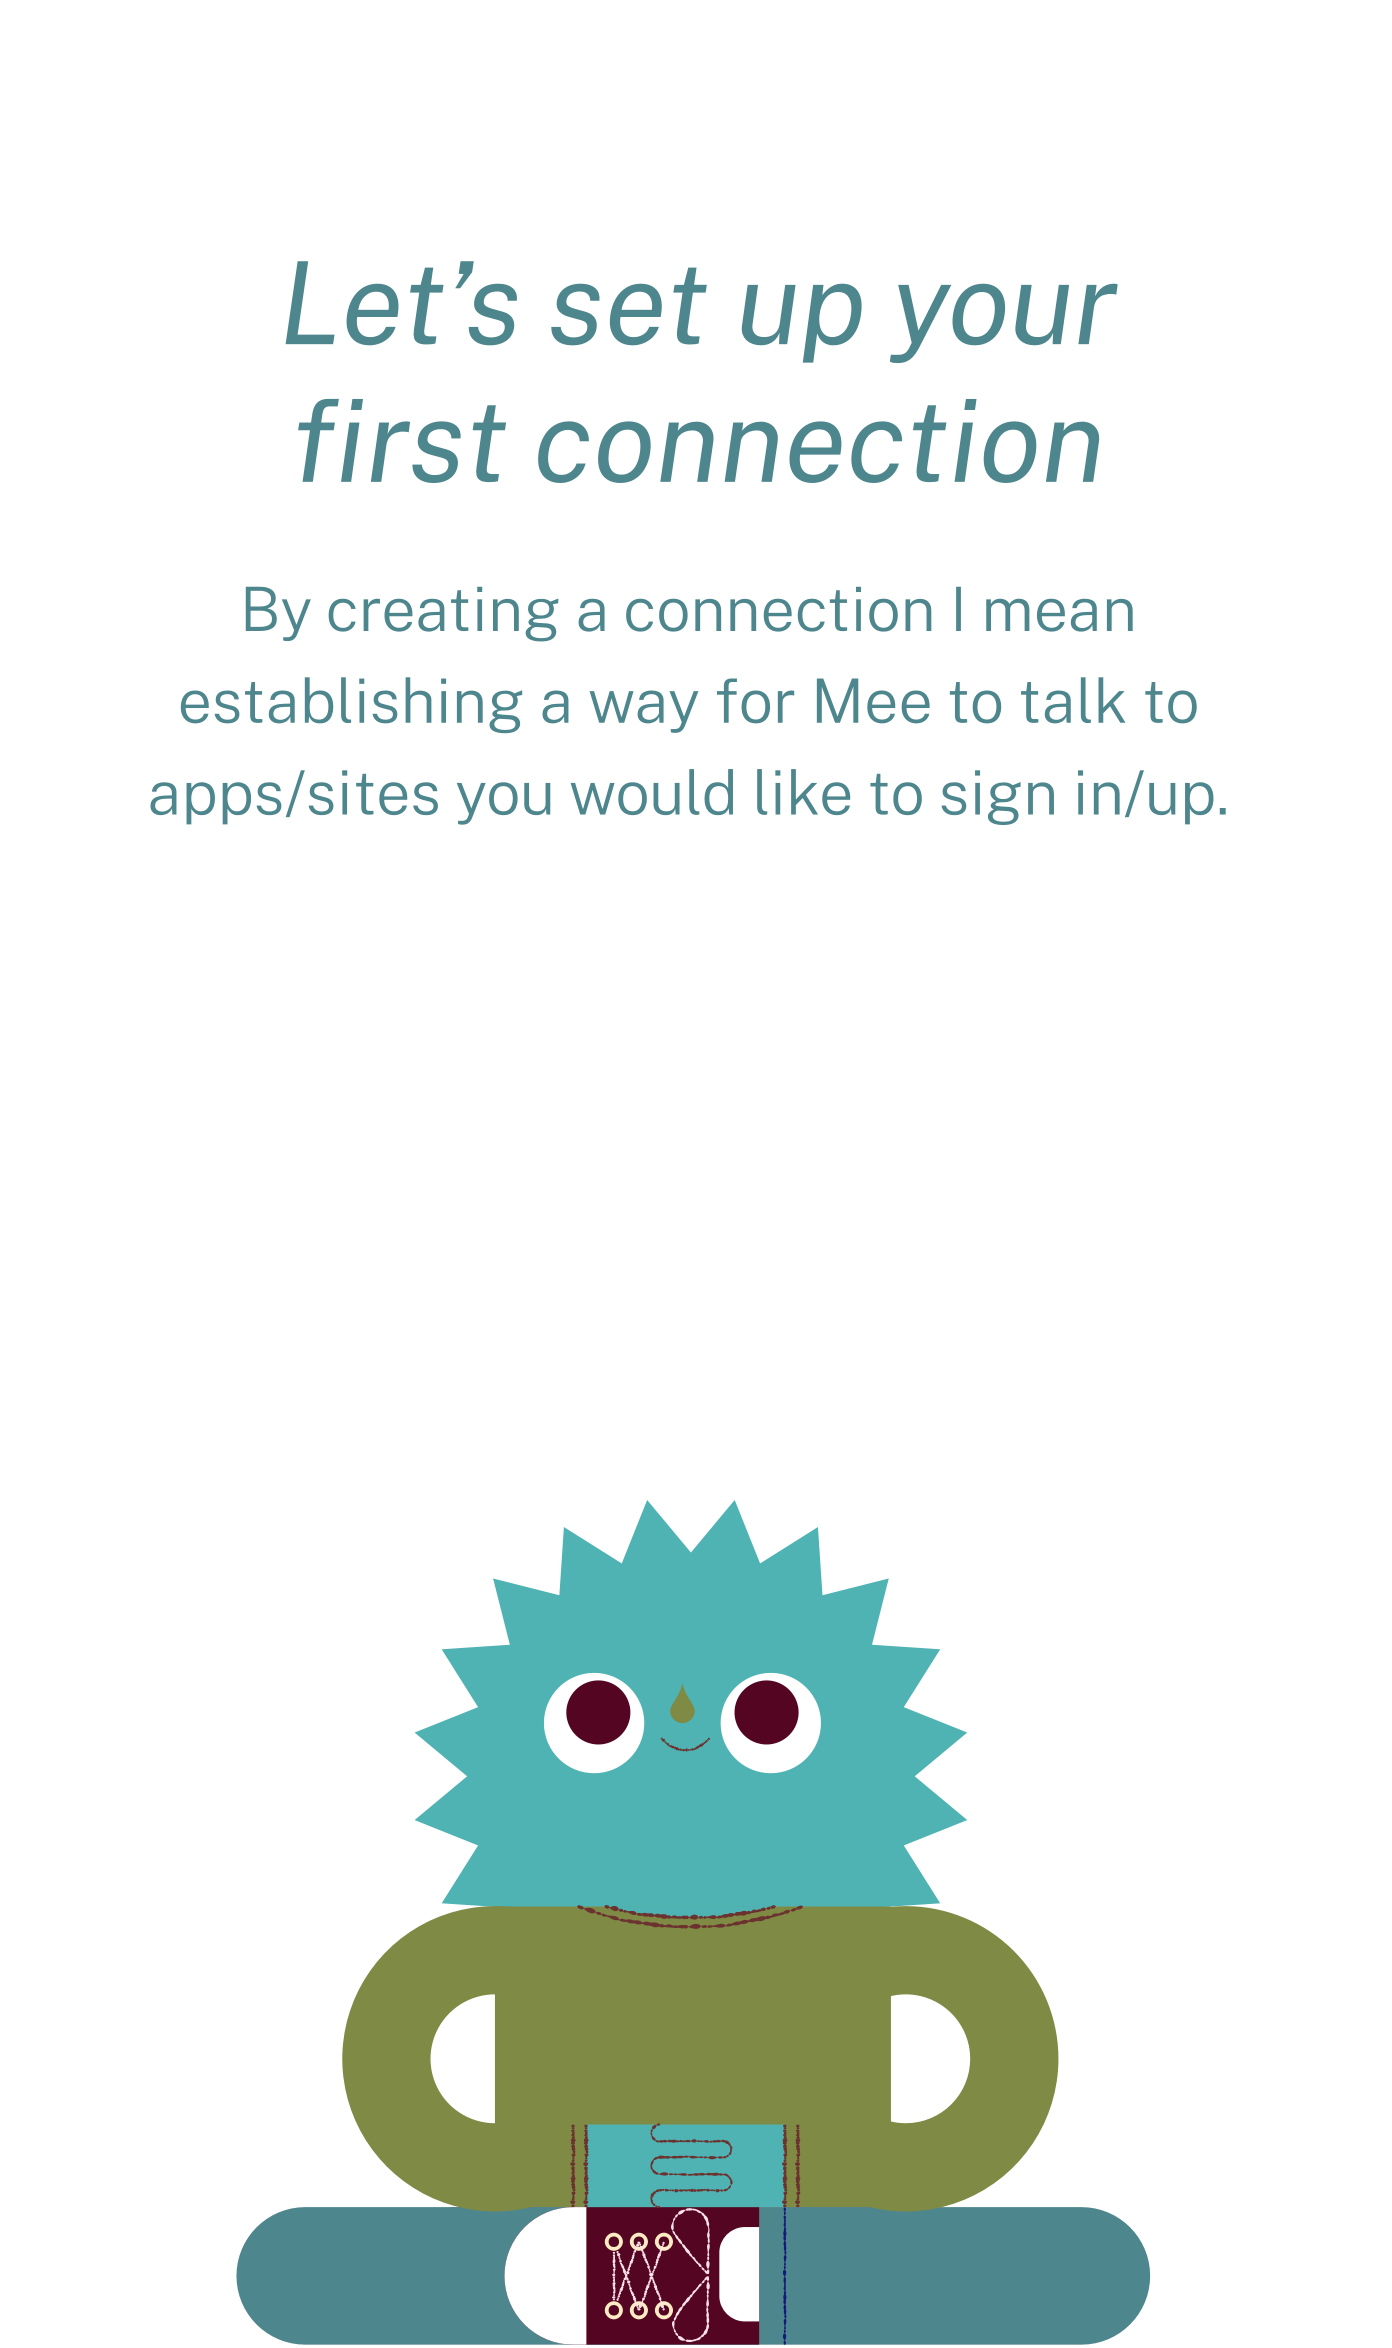 Let’s set up your
first connection
By creating a connection I mean
establishing a way for Mee to talk to
apps/sites you would like to sign in/up.